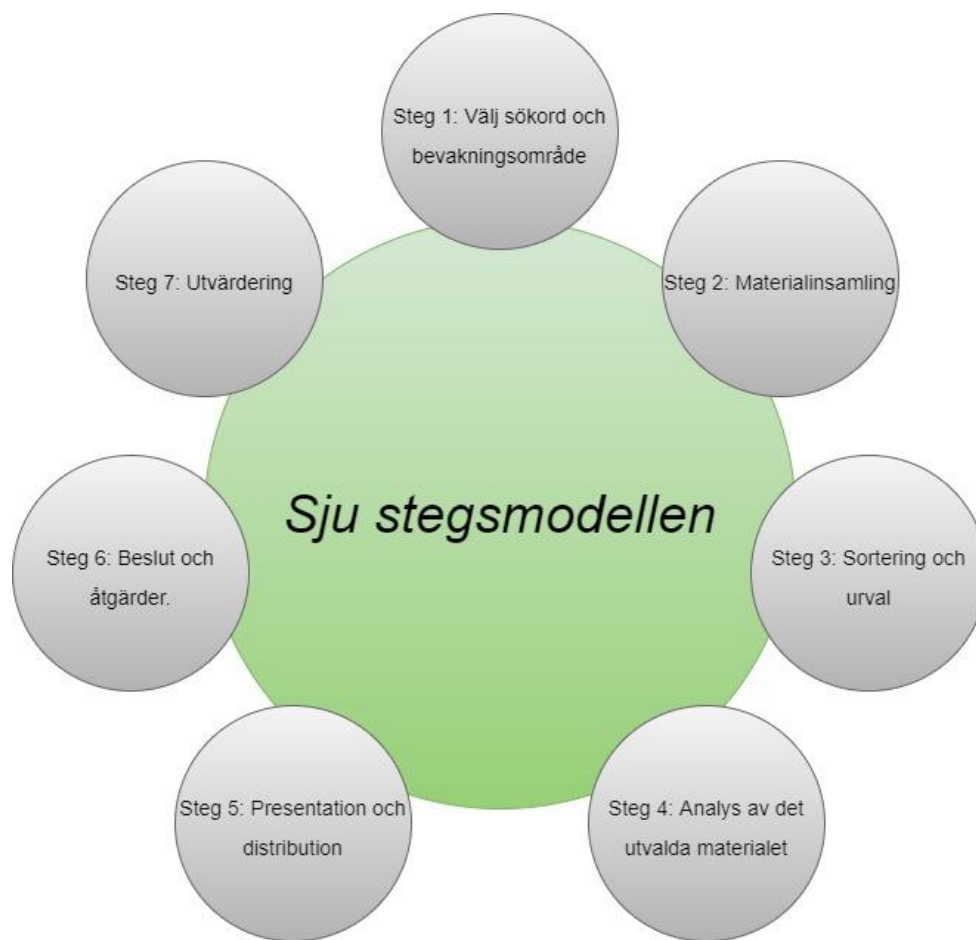 Steg 1: Välj sökord och
bevakningsområde
Steg 2: Materialinsamling
Steg 3: Sortering och
urval
Steg 4: Analys av det
utvalda materialet
Steg 5: Presentation och
distribution
Steg 6: Beslut och
åtgärder.
Steg 7: Utvärdering
Sju stegsmodellen